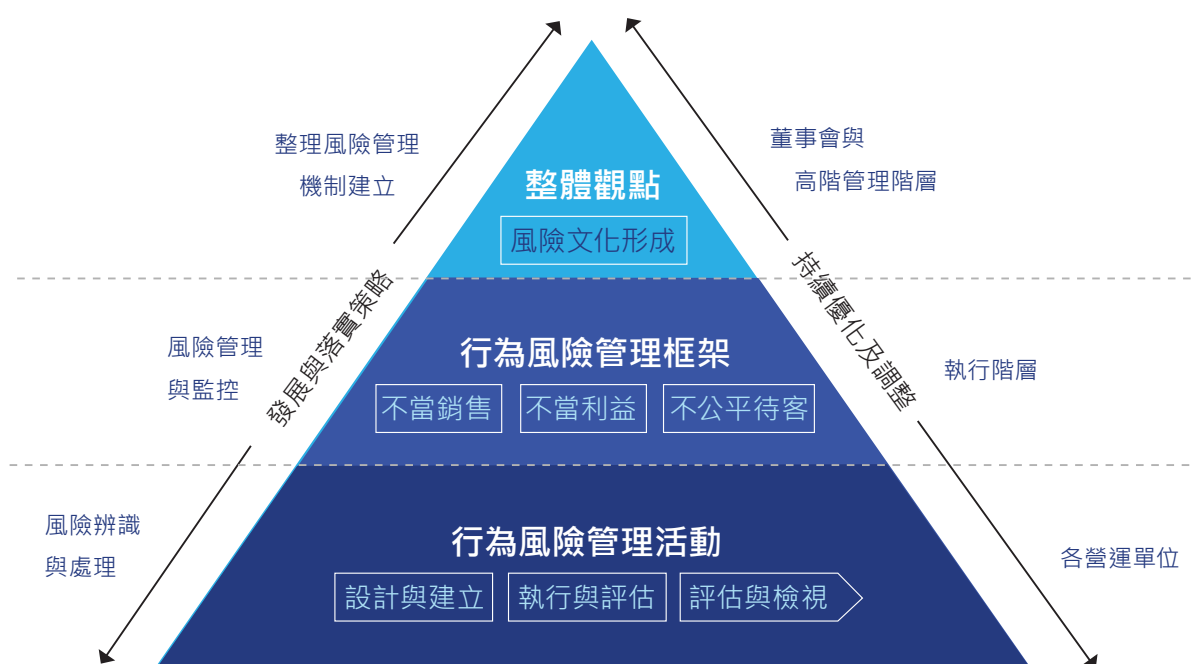 整理風險管理
機制建立
董事會與
高階管理階層
整體觀點
風險文化形成
發展與落實策略
持續優化及調整
風險管理
與監控
行為風險管理框架
不當銷售 不當利益 不公平待客
執行階層
風險辨識
與處理
行為風險管理活動
設計與建立 執行與評估 評估與檢視
各營運單位